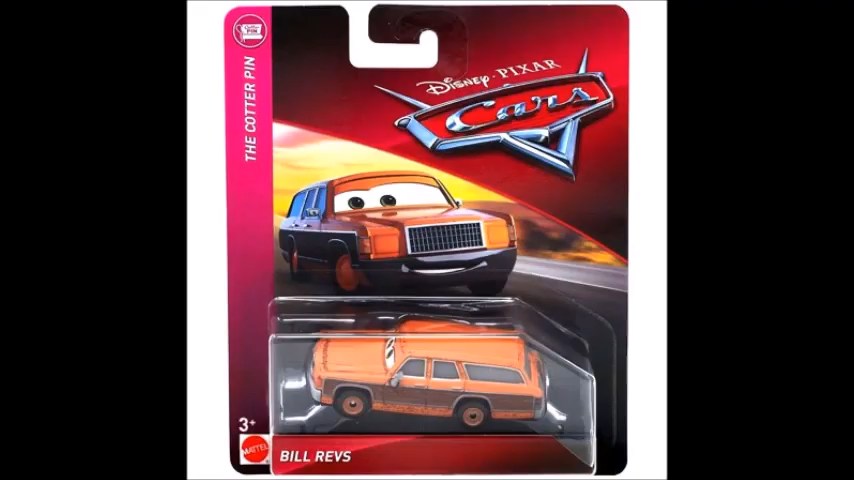 THE COTTER PIN
Disney·PIXAR
Cars
3+
MATTEL
BILL REVS